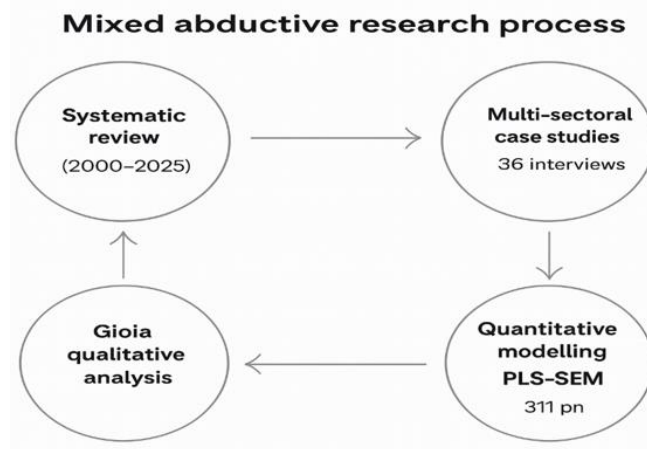 Mixed abductive research process
Systematic
review
(2000–2025)
Multi-sectoral
case studies
36 interviews
Gioia
qualitative
analysis
Quantitative
modelling
PLS-SEM
311 pn